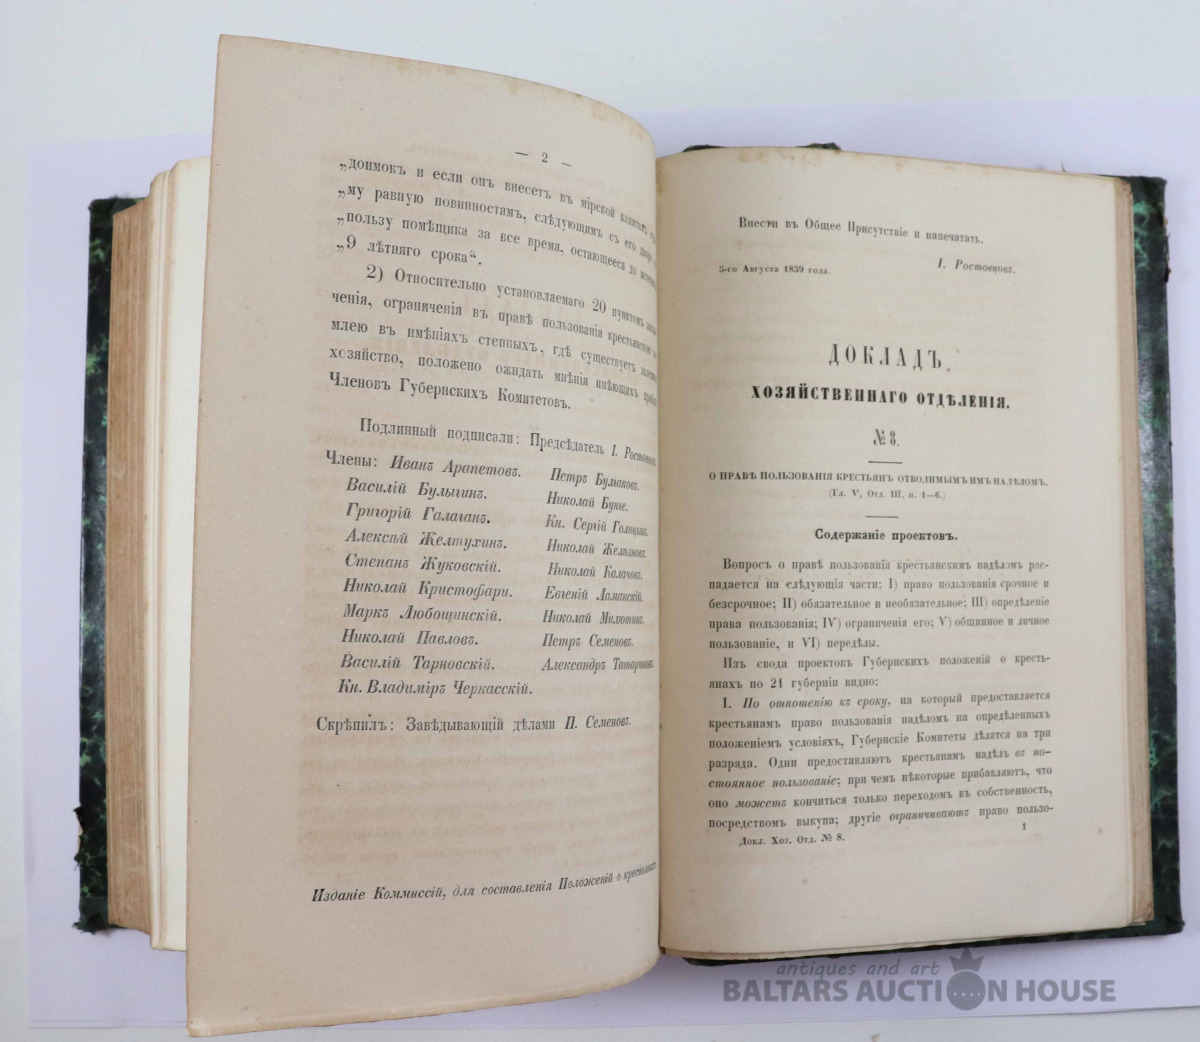 — 2 —
„доимок и если онъ внесетъ въ мірской капиталъ
„му равную повинностямъ, слѣдующимъ съ его двора
„пользу помѣщика за все время, остающееся до
„9 лѣтняго срока“.
2) Относительно установляемаго 20 пунктомъ
ченія, ограниченія въ правѣ пользованія крестьянскою
млею въ имѣніяхъ степныхъ, гдѣ существуетъ
хозяйство, положено ожидать мнѣнія имѣющихъ
Членовъ Губернскихъ Комитетовъ.
Подлинный подписали: Предсѣдатель I. Ростовцовъ
Члены: Иванъ Арапетовъ. Петръ Булгаковъ.
Василій Булыгинъ. Николай Бунге.
Григорій Галаганъ. Кн. Сергій Голицынъ.
Алексѣй Желтухинъ. Николай Желѣзновъ.
Степанъ Жуковскій. Николай Калачовъ.
Николай Кристофари. Евгеній Ламанскій.
Маркъ Любощинскій. Николай Милютинъ.
Николай Павловъ. Петръ Семеновъ.
Василій Тарновскій. Александръ Татариновъ.
Кн. Владиміръ Черкасскій.
Скрѣпилъ: Завѣдывающій дѣлами П. Семеновъ.
Изданіе Коммиссій, для составленія Положеній о крестьянахъ
Внести въ Общее Присутствіе и напечатать.
I. Ростовцовъ.
5-го Августа 1859 года.
ДОКЛАДЪ
ХОЗЯЙСТВЕННАГО ОТДѢЛЕНІЯ.
№ 8.
О ПРАВѢ ПОЛЬЗОВАНІЯ КРЕСТЬЯНЪ ОТВОДИМЫМЪ ИМЪ НАДѢЛОМЪ.
(Гл. V, Отд. III, п. 1—6.)
Содержаніе проектовъ.
Вопросъ о правѣ пользованія крестьянскимъ надѣломъ рас-
падается на слѣдующія части: I) право пользованія срочное и
безсрочное; II) обязательное и необязательное; III) опредѣленіе
права пользованія; IV) ограниченія его; V) общинное и личное
пользованіе, и VI) передѣлы.
Изъ свода проектовъ Губернскихъ положеній о кресть-
янахъ по 21 губерніи видно:
I. По отношенію къ сроку, на который предоставляется
крестьянамъ право пользованія надѣломъ на опредѣленныхъ
положеніемъ условіяхъ, Губернскіе Комитеты дѣлятся на три
разряда. Одни предоставляютъ крестьянамъ надѣлъ въ по-
стоянное пользованіе; при чемъ нѣкоторые прибавляютъ, что
оно можетъ кончиться только переходомъ въ собственность,
посредствомъ выкупа; другіе ограничиваютъ право пользо-
Докл. Хоз. Отд. № 8.
1
antiques and art
BALTARS AUCTION HOUSE